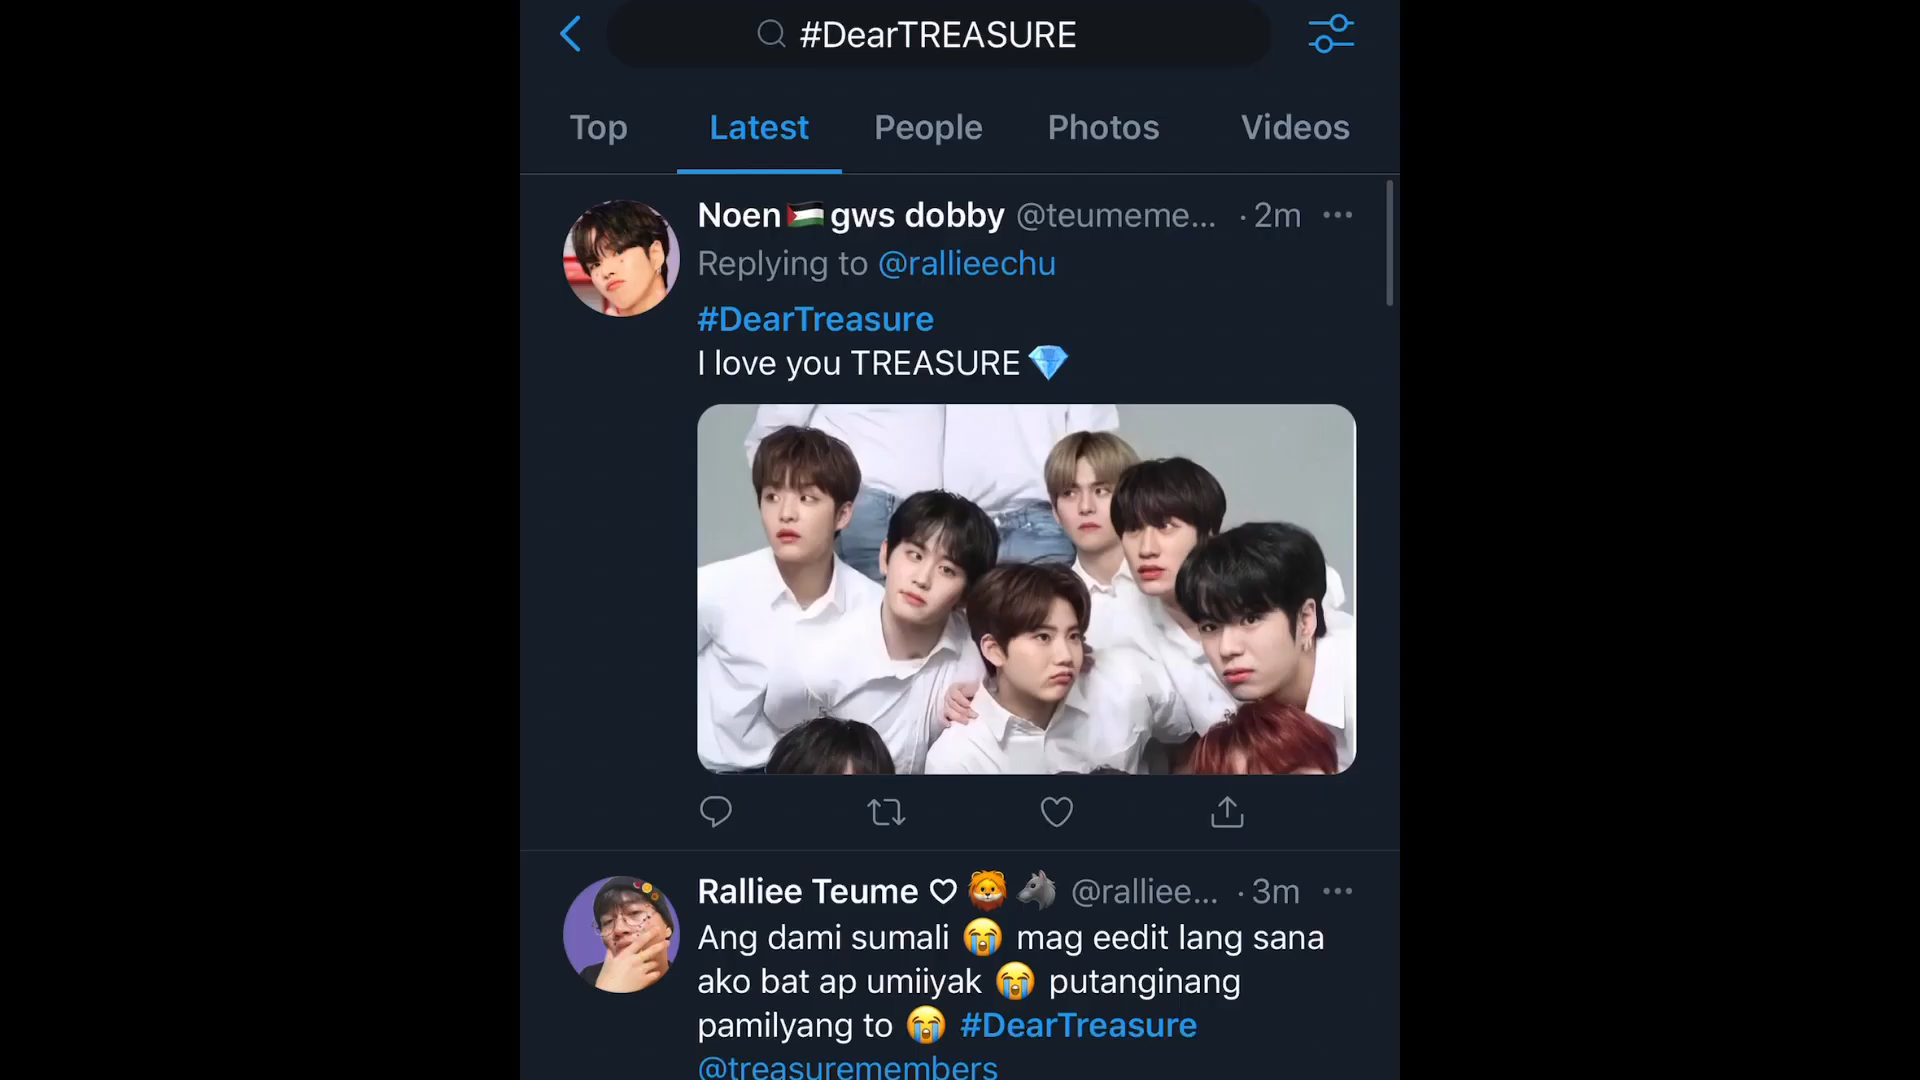 #DearTREASURE
Top Latest People Photos Videos
Noen🇵🇸gws dobby @teumeme... · 2m
Replying to @rallieechu
#DearTreasure
I love you TREASURE 💎
Ralliee Teume ♡ 🦁 🐺 @ralliee... · 3m
Ang dami sumali 😭 mag eedit lang sana
ako bat ap umiiyak 😭 putanginang
pamilyang to 😭 #DearTreasure
@treasuremembers